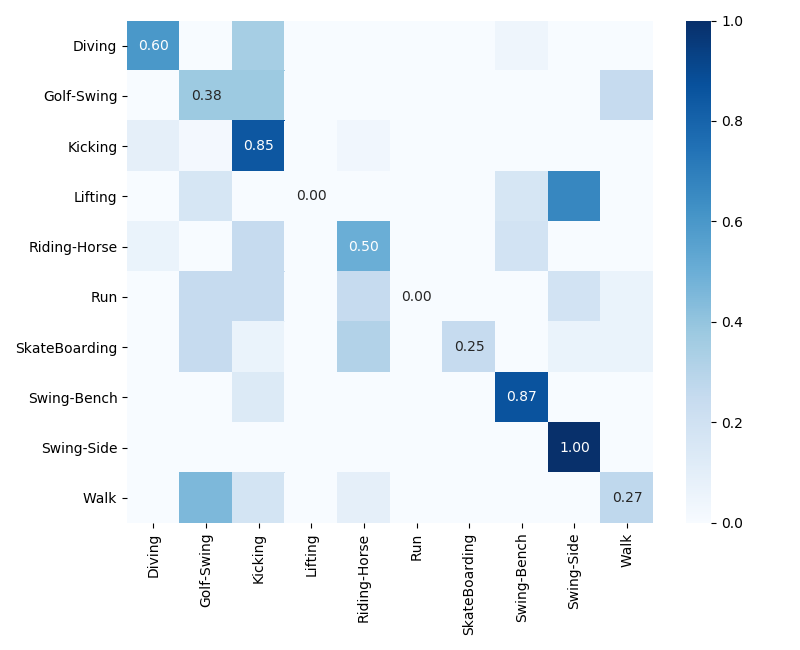 1.0
Diving 0.60
Golf-Swing 0.38
0.8
Kicking 0.85
Lifting 0.00
0.6
Riding-Horse 0.50
Run 0.00
0.4
SkateBoarding 0.25
Swing-Bench 0.87
0.2
Swing-Side 1.00
Walk 0.27
0.0
Diving
Golf-Swing
Kicking
Lifting
Riding-Horse
Run
SkateBoarding
Swing-Bench
Swing-Side
Walk